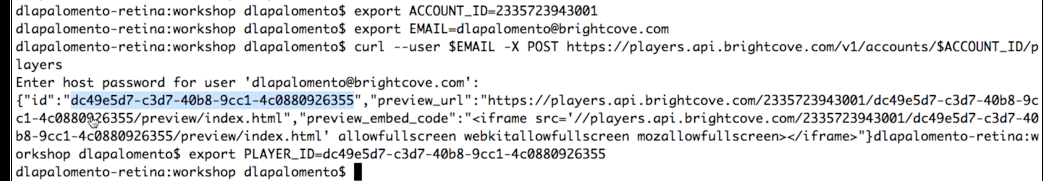 dlapalomento-retina:workshop dlapalomento$ export ACCOUNT_ID=2335723943001
dlapalomento-retina:workshop dlapalomento$ export EMAIL=dlapalomento@brightcove.com
dlapalomento-retina:workshop dlapalomento$ curl --user $EMAIL -X POST https://players.api.brightcove.com/v1/accounts/$ACCOUNT_ID/p
layers
Enter host password for user 'dlapalomento@brightcove.com':
{"id":"dc49e5d7-c3d7-40b8-9cc1-4c0880926355","preview_url":"https://players.api.brightcove.com/2335723943001/dc49e5d7-c3d7-40b8-9c
c1-4c0880926355/preview/index.html","preview_embed_code":"<iframe src='//players.api.brightcove.com/2335723943001/dc49e5d7-c3d7-40
b8-9cc1-4c0880926355/preview/index.html' allowfullscreen webkitallowfullscreen mozallowfullscreen></iframe>"}dlapalomento-retina:w
orkshop dlapalomento$ export PLAYER_ID=dc49e5d7-c3d7-40b8-9cc1-4c0880926355
dlapalomento-retina:workshop dlapalomento$